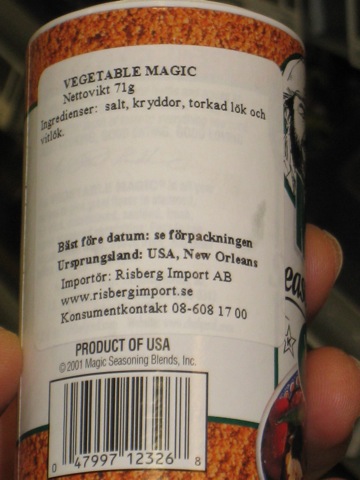 VEGETABLE MAGIC
Nettovikt 71g
Ingredienser: salt, kryddor, torkad lök och
vitlök.
Bäst före datum: se förpackningen
Ursprungsland: USA, New Orleans
Importör: Risberg Import AB
www.risbergimport.se
Konsumentkontakt 08-608 17 00
PRODUCT OF USA
© 2001 Magic Seasoning Blends, Inc.
0 47997 12326 8